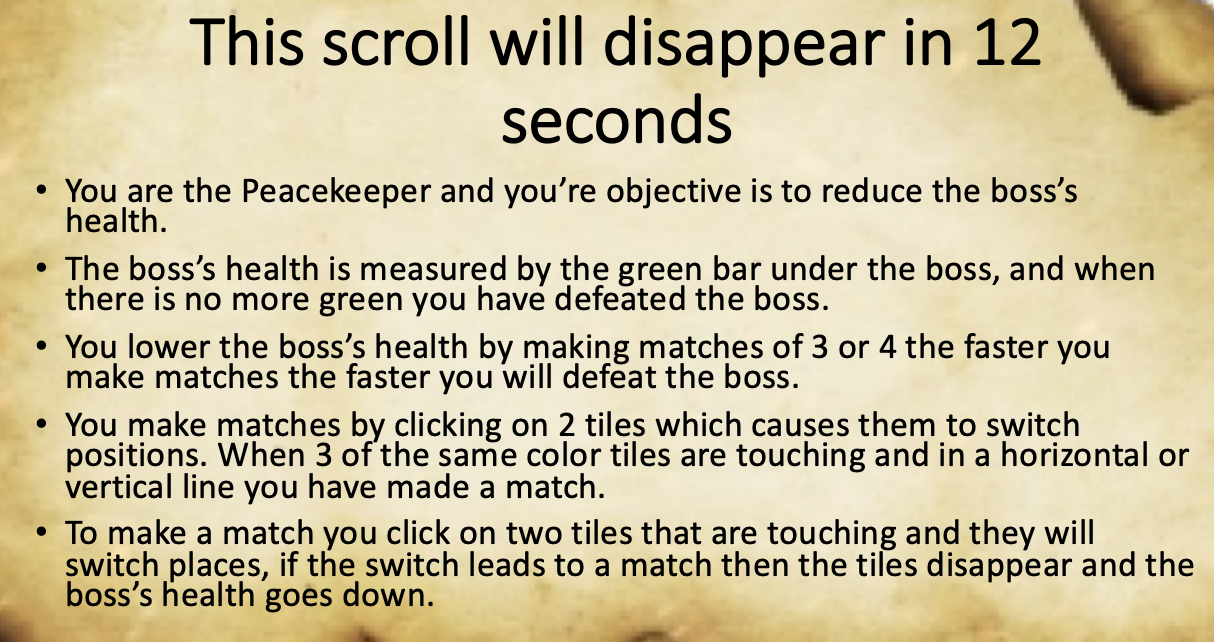 This scroll will disappear in 12
seconds
• You are the Peacekeeper and you’re objective is to reduce the boss’s
health.
• The boss’s health is measured by the green bar under the boss, and when
there is no more green you have defeated the boss.
• You lower the boss’s health by making matches of 3 or 4 the faster you
make matches the faster you will defeat the boss.
• You make matches by clicking on 2 tiles which causes them to switch
positions. When 3 of the same color tiles are touching and in a horizontal or
vertical line you have made a match.
• To make a match you click on two tiles that are touching and they will
switch places, if the switch leads to a match then the tiles disappear and the
boss’s health goes down.